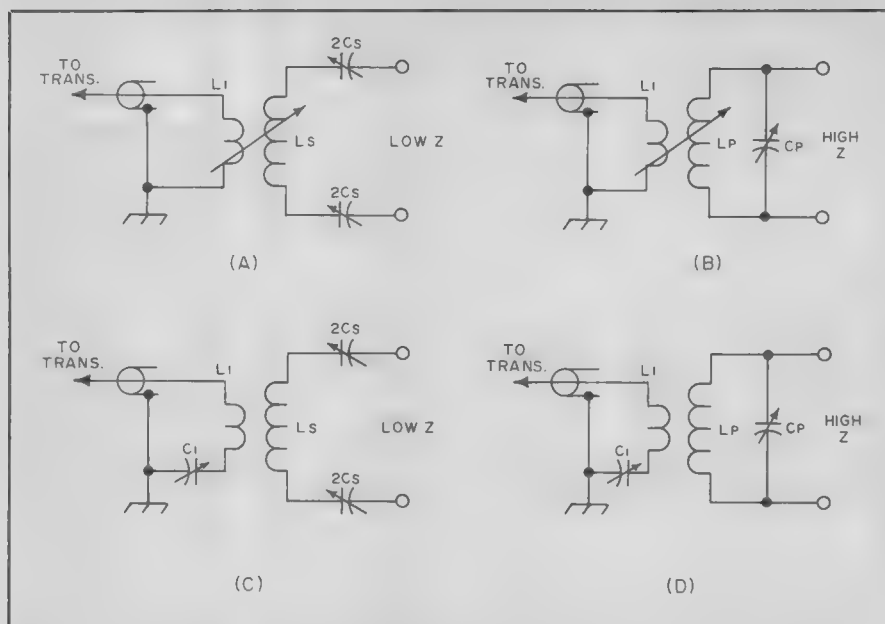 TO
TRANS.
L1
LS
2CS
2CS
LOW Z
(A)
TO
TRANS.
L1
LP
CP
HIGH
Z
(B)
TO
TRANS.
L1
C1
LS
2CS
2CS
LOW Z
(C)
TO
TRANS.
L1
C1
LP
CP
HIGH
Z
(D)